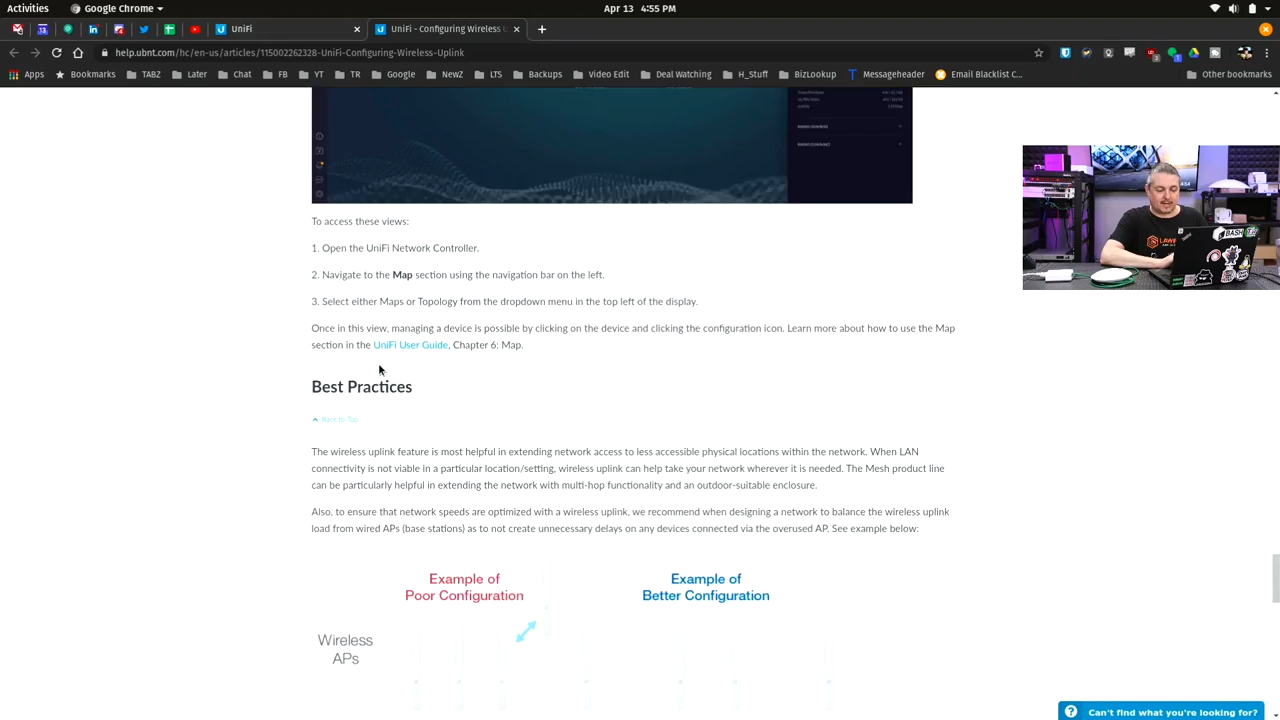 Activities
Google Chrome
Apr 13 4:55 PM
UniFi
UniFi - Configuring Wireless U
help.ubnt.com/hc/en-us/articles/115002262328-UniFi-Configuring-Wireless-Uplink
Apps Bookmarks TABZ Later Chat FB YT TR Google NewZ LTS Backups Video Edit Deal Watching H_Stuff BizLookup Messageheader Email Blacklist C... Other bookmarks
To access these views:
1. Open the UniFi Network Controller.
2. Navigate to the Map section using the navigation bar on the left.
3. Select either Maps or Topology from the dropdown menu in the top left of the display.
Once in this view, managing a device is possible by clicking on the device and clicking the configuration icon. Learn more about how to use the Map
section in the UniFi User Guide, Chapter 6: Map.
Best Practices
Back to Top
The wireless uplink feature is most helpful in extending network access to less accessible physical locations within the network. When LAN
connectivity is not viable in a particular location/setting, wireless uplink can help take your network wherever it is needed. The Mesh product line
can be particularly helpful in extending the network with multi-hop functionality and an outdoor-suitable enclosure.
Also, to ensure that network speeds are optimized with a wireless uplink, we recommend when designing a network to balance the wireless uplink
load from wired APs (base stations) as to not create unnecessary delays on any devices connected via the overused AP. See example below:
Example of
Poor Configuration
Example of
Better Configuration
Wireless
APs
BASH
Can't find what you're looking for?